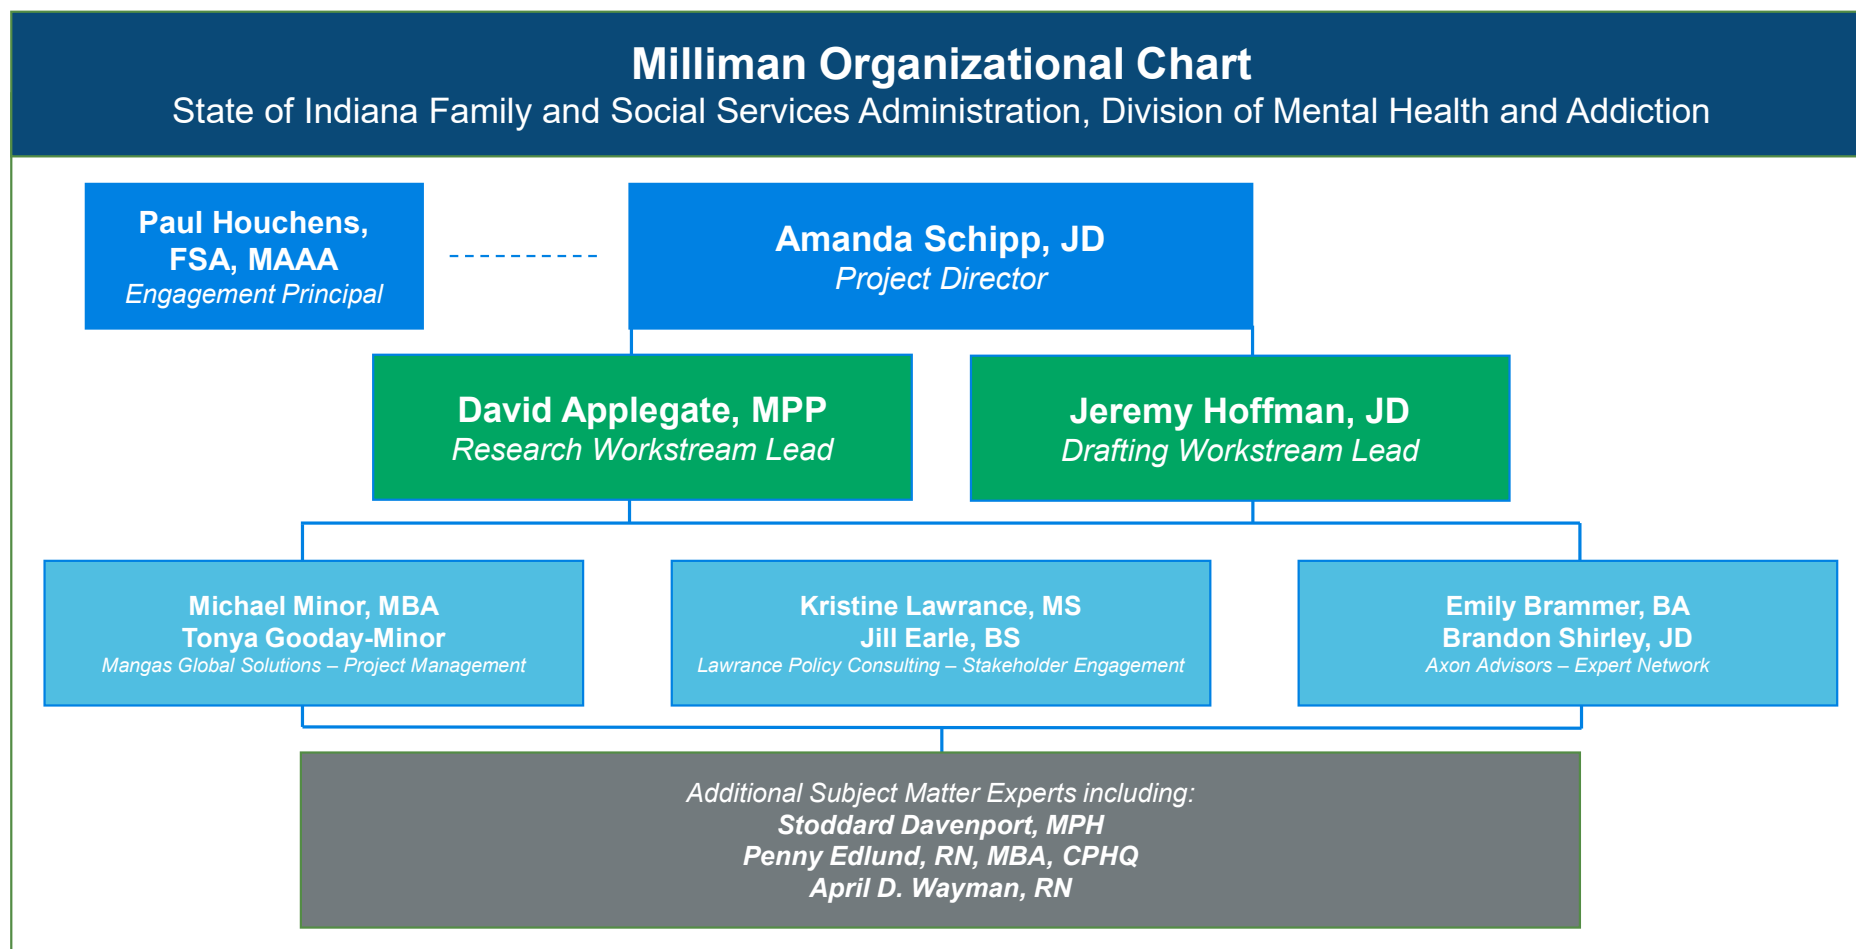 Milliman Organizational Chart
State of Indiana Family and Social Services Administration, Division of Mental Health and Addiction
Paul Houchens,
FSA, MAAA
Engagement Principal
Amanda Schipp, JD
Project Director
David Applegate, MPP
Research Workstream Lead
Jeremy Hoffman, JD
Drafting Workstream Lead
Michael Minor, MBA
Tonya Gooday-Minor
Mangas Global Solutions – Project Management
Kristine Lawrance, MS
Jill Earle, BS
Lawrance Policy Consulting – Stakeholder Engagement
Emily Brammer, BA
Brandon Shirley, JD
Axon Advisors – Expert Network
Additional Subject Matter Experts including:
Stoddard Davenport, MPH
Penny Edlund, RN, MBA, CPHQ
April D. Wayman, RN